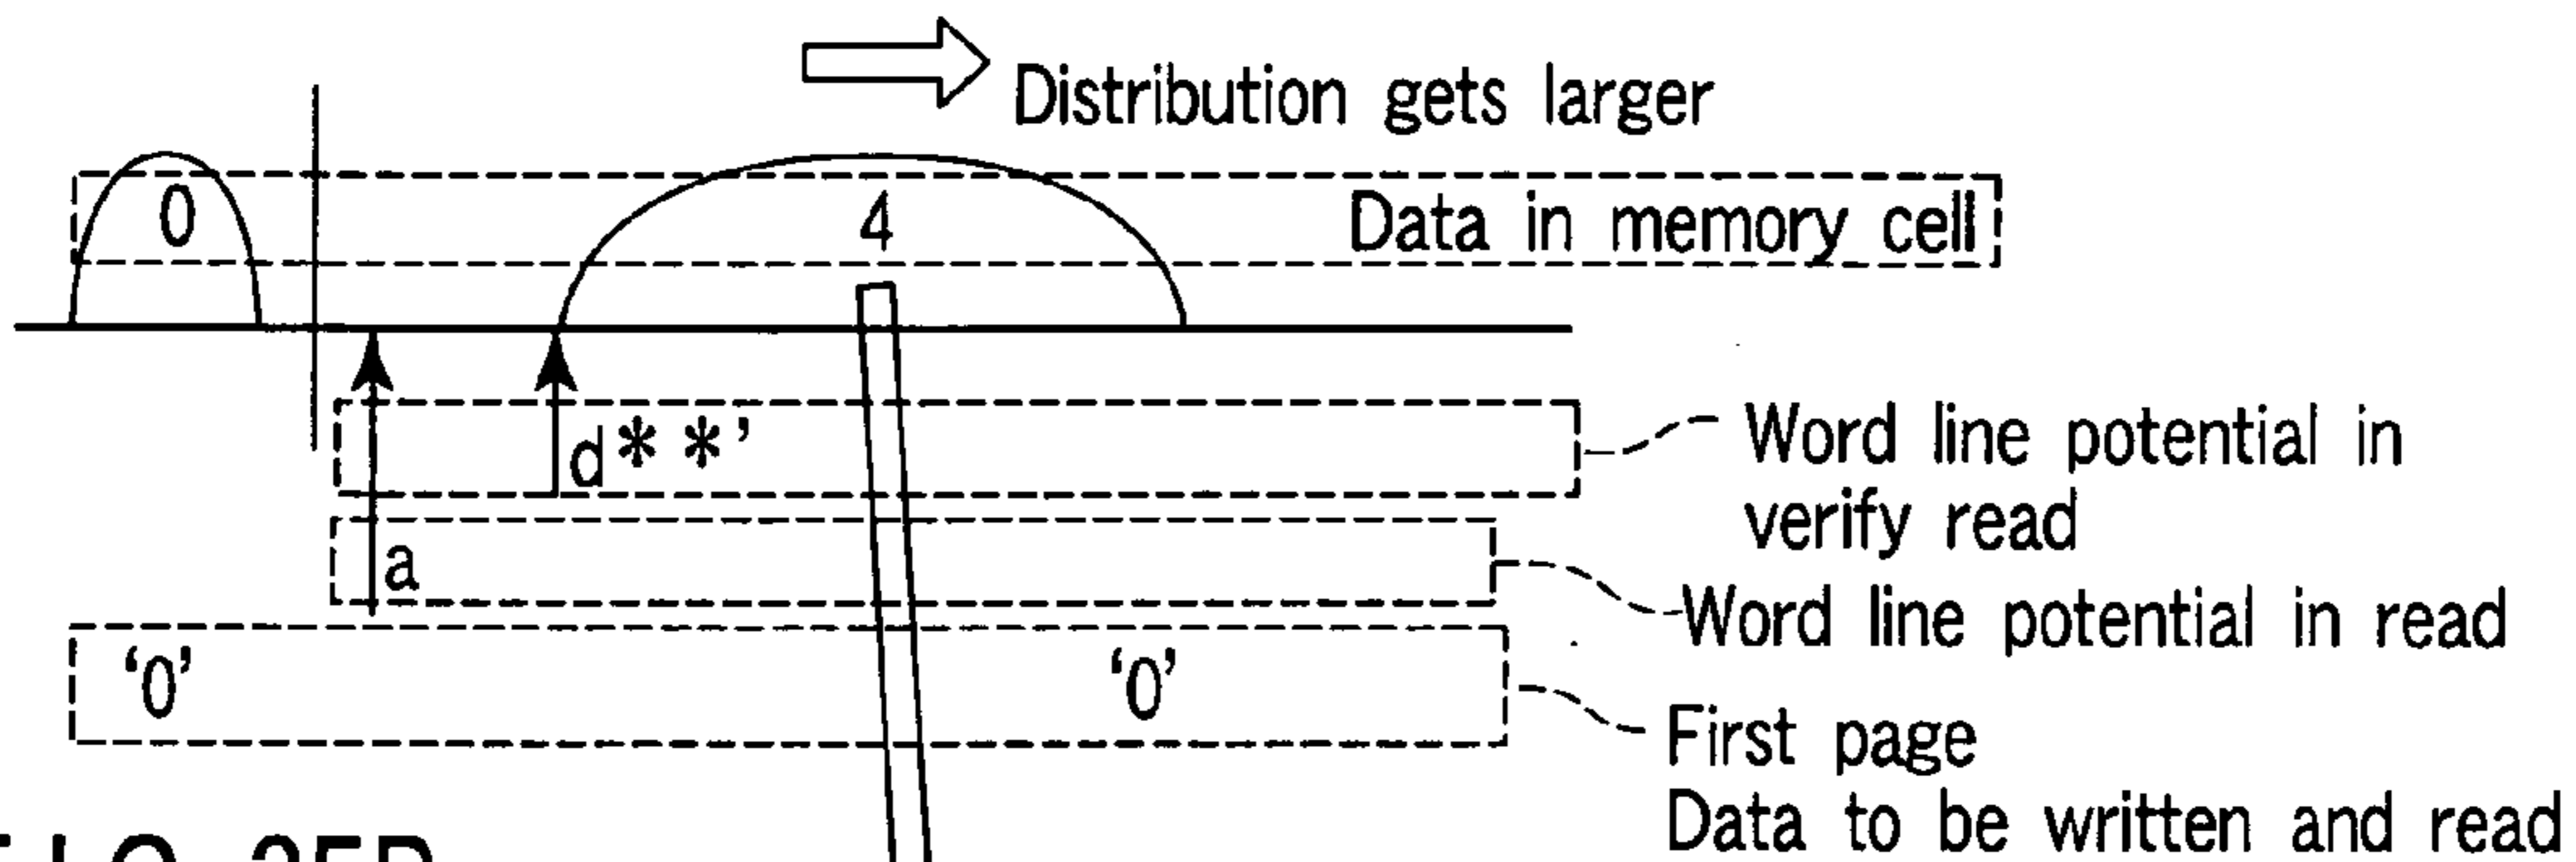 Distribution gets larger
0 4 Data in memory cell
d**’ Word line potential in
verify read
a Word line potential in read
‘0’ ‘0’
First page
Data to be written and read